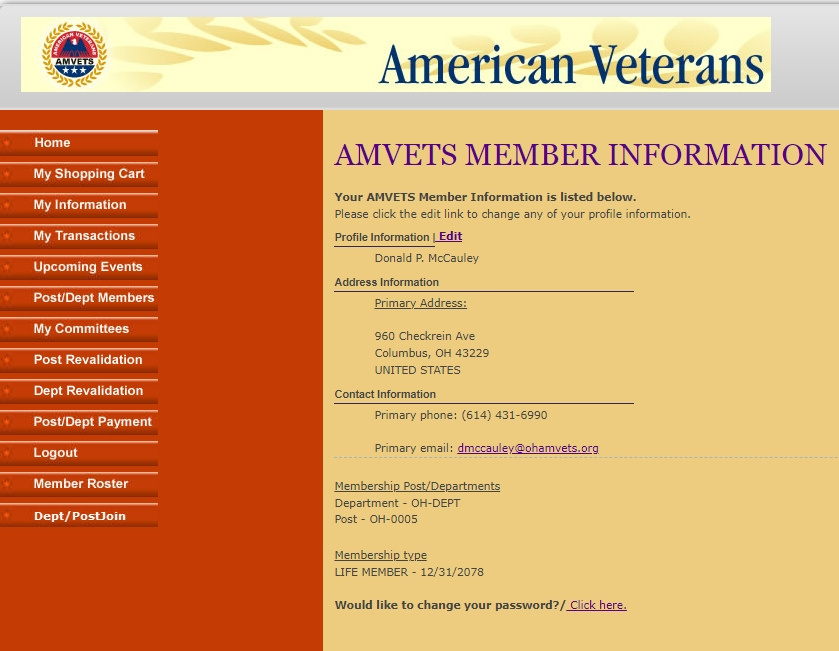 AMERICAN VETERANS
AMVETS
American Veterans
Home
My Shopping Cart
My Information
My Transactions
Upcoming Events
Post/Dept Members
My Committees
Post Revalidation
Dept Revalidation
Post/Dept Payment
Logout
Member Roster
Dept/PostJoin
AMVETS MEMBER INFORMATION
Your AMVETS Member Information is listed below.
Please click the edit link to change any of your profile information.
Profile Information | Edit
Donald P. McCauley
Address Information
Primary Address:
960 Checkrein Ave
Columbus, OH 43229
UNITED STATES
Contact Information
Primary phone: (614) 431-6990
Primary email: dmccauley@ohamvets.org
Membership Post/Departments
Department - OH-DEPT
Post - OH-0005
Membership type
LIFE MEMBER - 12/31/2078
Would like to change your password?/ Click here.